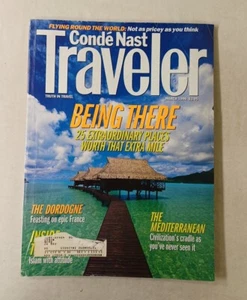 FLYING ROUND THE WORLD: Not as pricey as you think
Condé Nast
Traveler
TRUTH IN TRAVEL
BEING THERE
25 EXTRAORDINARY PLACES
WORTH THAT EXTRA MILE
THE DORDOGNE:
Feasting on epic France
INSIDE
Islam with attitude
THE
MEDITERRANEAN
Civilization's cradle as
you've never seen it